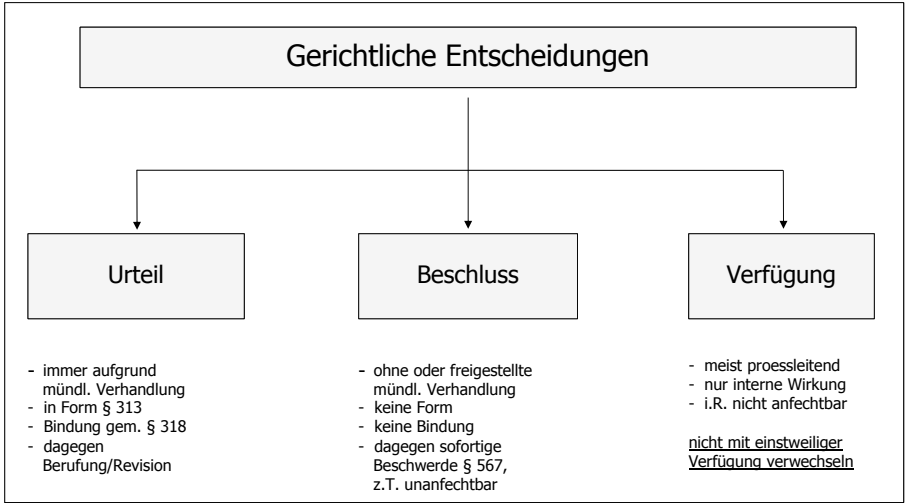 Gerichtliche Entscheidungen
Urteil
- immer aufgrund
mündl. Verhandlung
- in Form § 313
- Bindung gem. § 318
- dagegen
Berufung/Revision
Beschluss
- ohne oder freigestellte
mündl. Verhandlung
- keine Form
- keine Bindung
- dagegen sofortige
Beschwerde § 567,
z.T. unanfechtbar
Verfügung
- meist proessleitend
- nur interne Wirkung
- i.R. nicht anfechtbar
nicht mit einstweiliger
Verfügung verwechseln